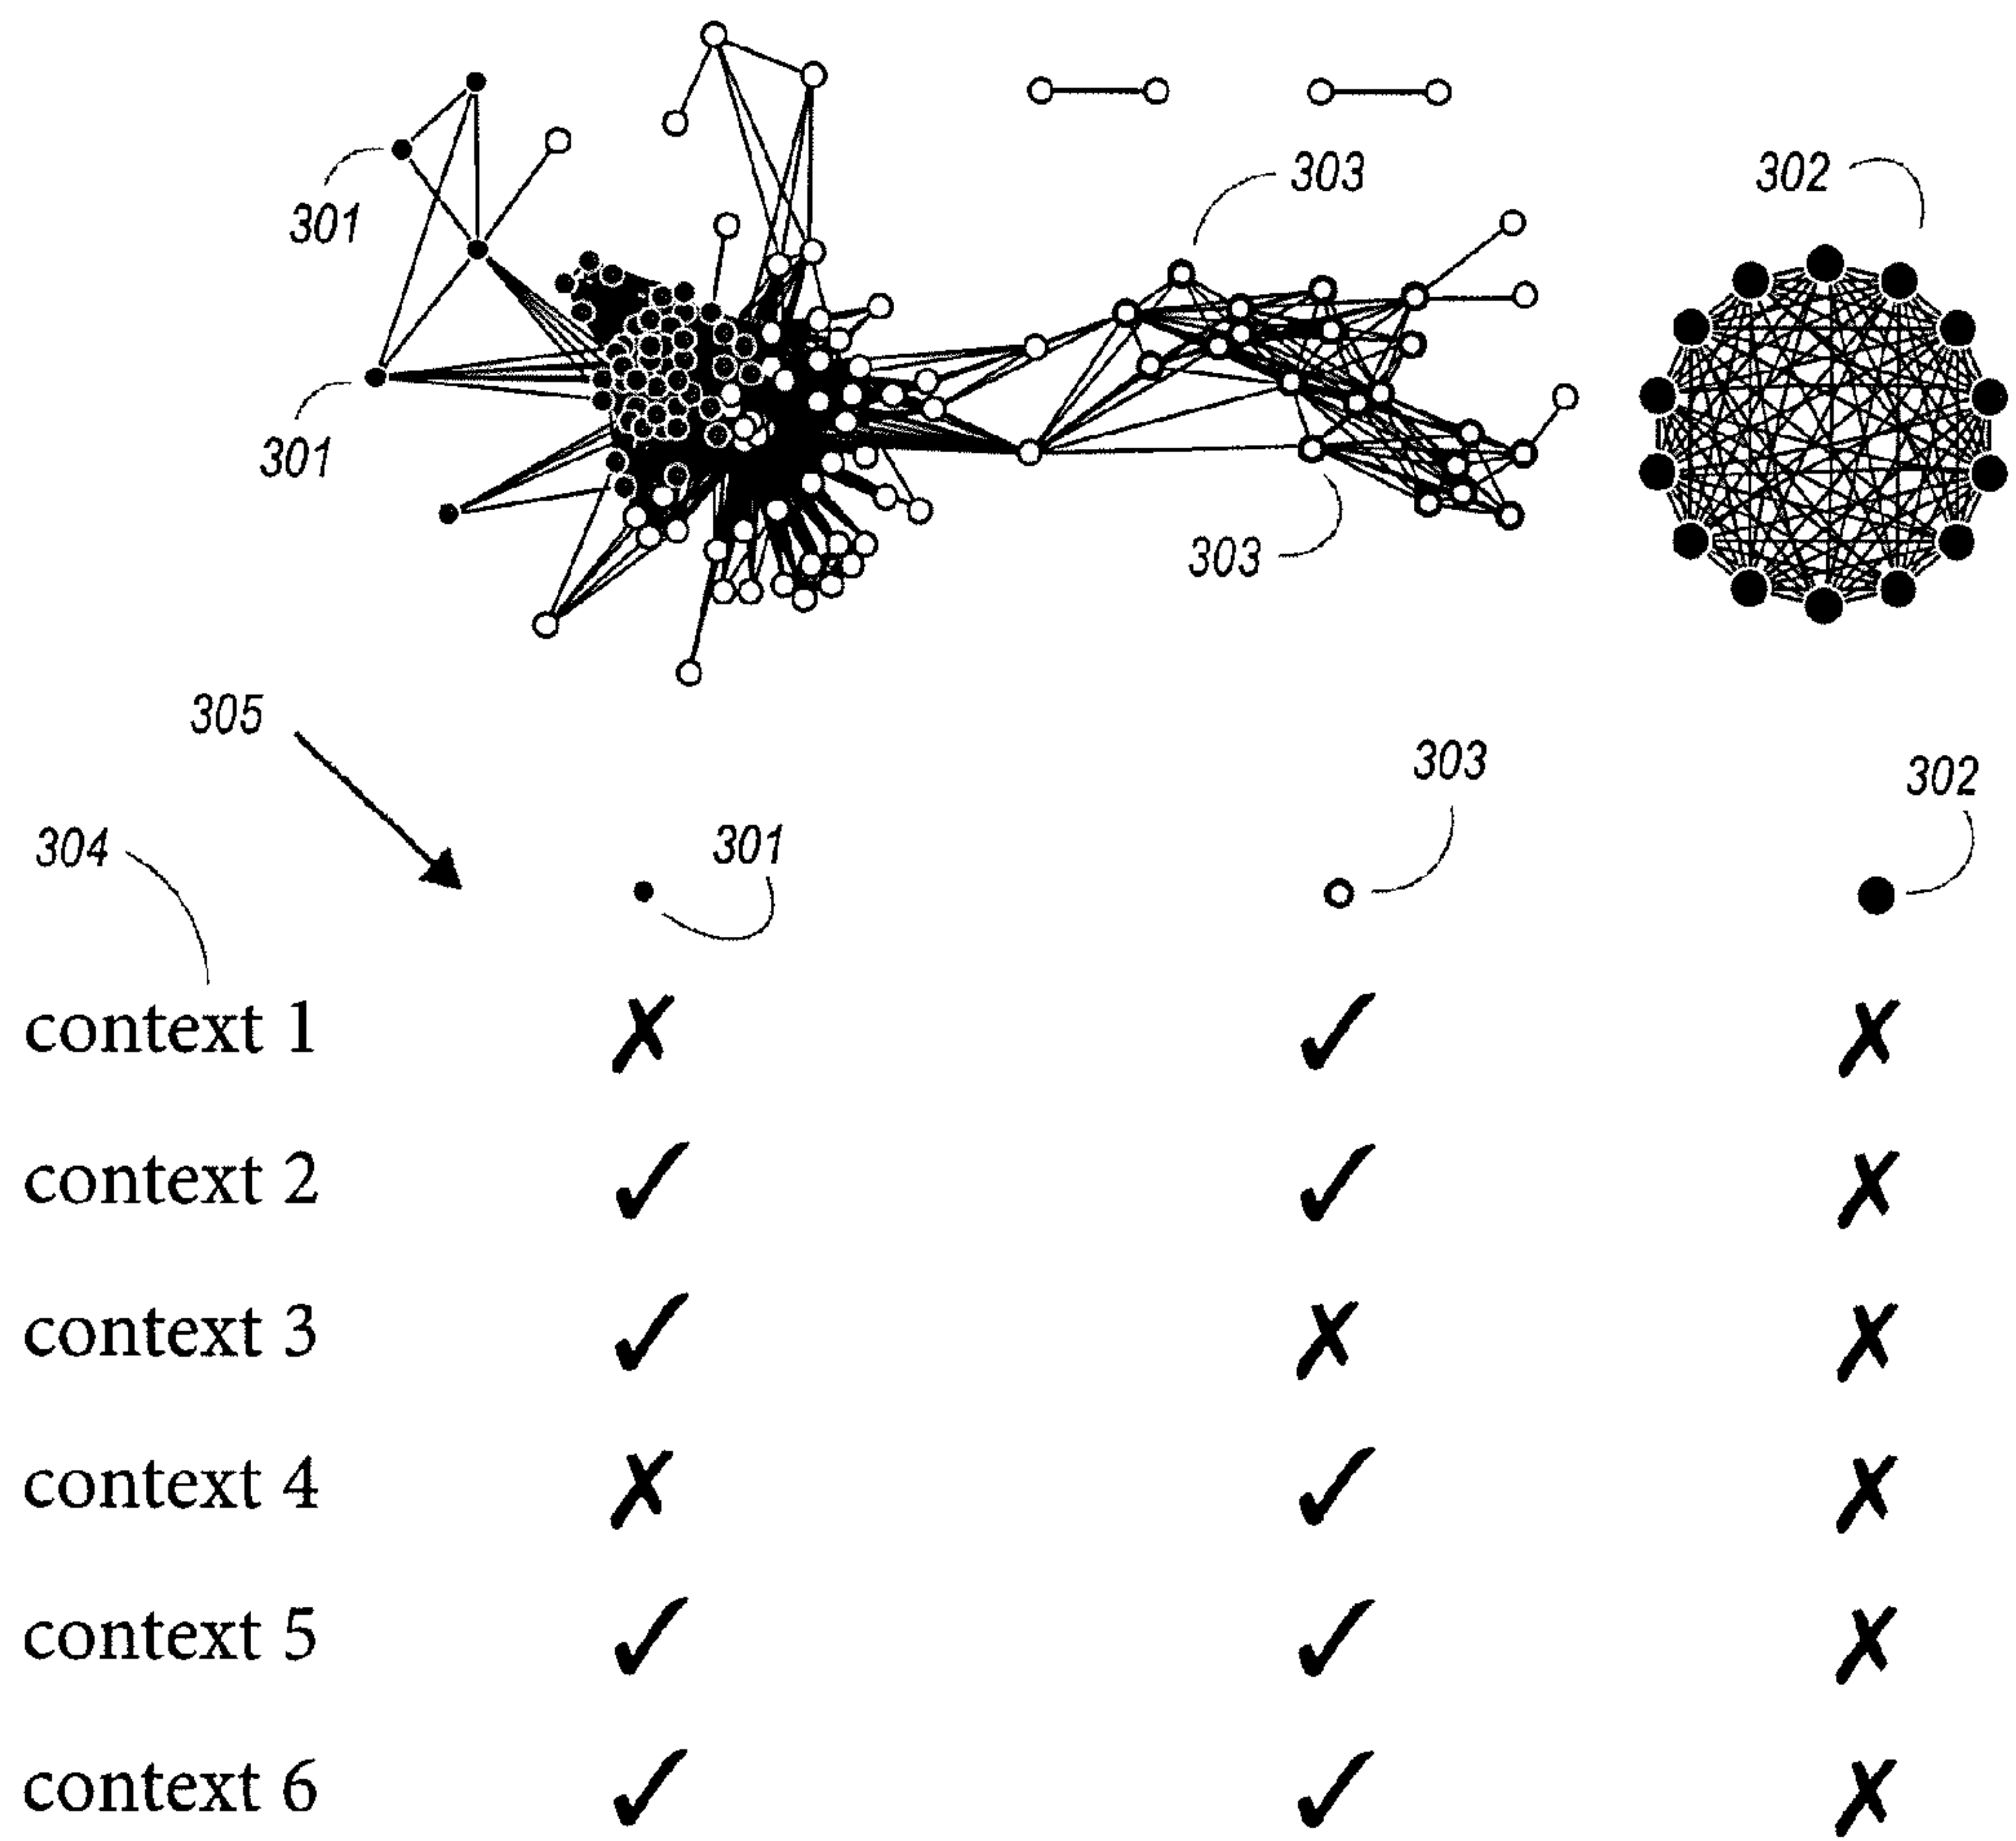 303
302
301
301
303
305
303
302
304
301
context 1 ✗ ✓ ✗
context 2 ✓ ✓ ✗
context 3 ✓ ✗ ✗
context 4 ✗ ✓ ✗
context 5 ✓ ✓ ✗
context 6 ✓ ✓ ✗